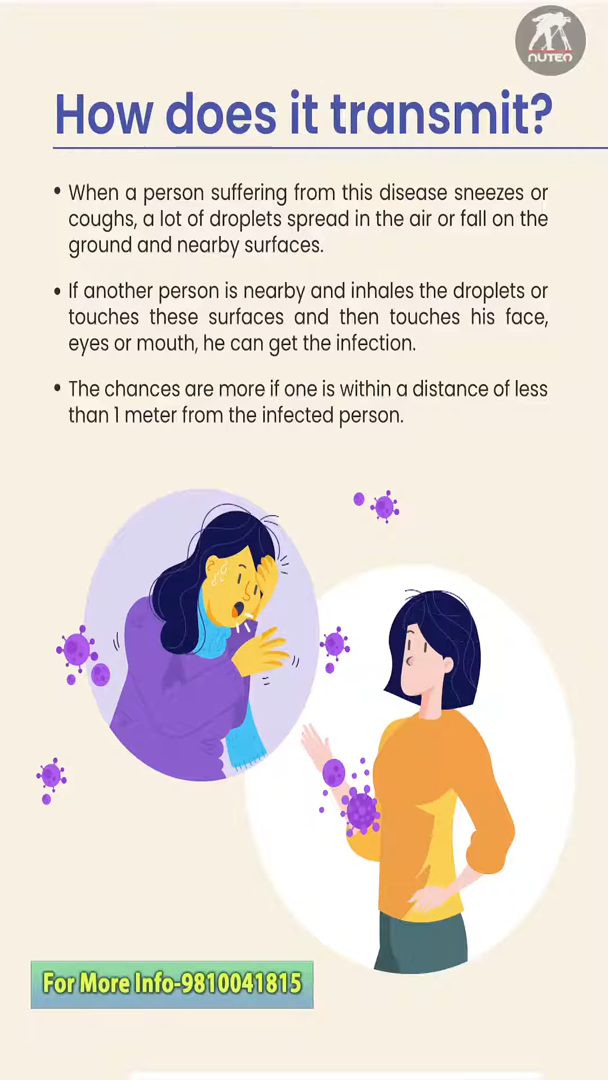 NUTEQ
How does it transmit?
• When a person suffering from this disease sneezes or
coughs, a lot of droplets spread in the air or fall on the
ground and nearby surfaces.
• If another person is nearby and inhales the droplets or
touches these surfaces and then touches his face,
eyes or mouth, he can get the infection.
• The chances are more if one is within a distance of less
than 1 meter from the infected person.
For More Info-9810041815